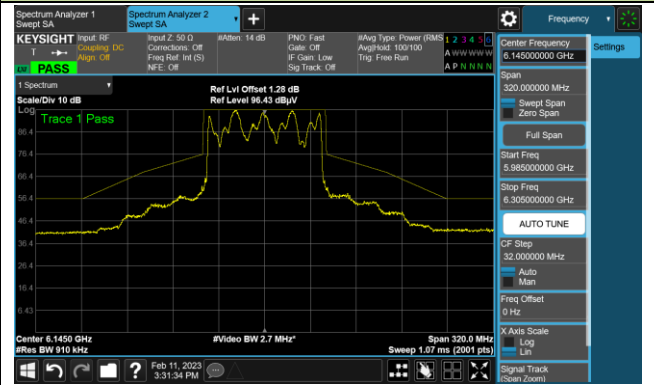 Spectrum Analyzer 1
Swept SA
Spectrum Analyzer 2
Swept SA
+
Frequency
KEYSIGHT
Input: RF
Coupling: DC
Align: Off
Input Z: 50 Ω
Corrections: Off
Freq Ref: Int (S)
NFE: Off
#Atten: 14 dB
PNO: Fast
Gate: Off
IF Gain: Low
Sig Track: Off
#Avg Type: Power (RMS
Avg|Hold: 100/100
Trig: Free Run
1 2 3 4 5 6
A W W W W W
A P N N N N
PASS
1 Spectrum
Scale/Div 10 dB
Ref Lvl Offset 1.28 dB
Ref Level 96.43 dBµV
Log
Trace 1 Pass
86.4
76.4
66.4
56.4
46.4
36.4
26.4
16.4
6.43
Center 6.1450 GHz
#Res BW 910 kHz
#Video BW 2.7 MHz*
Span 320.0 MHz
Sweep 1.07 ms (2001 pts)
Feb 11, 2023
3:31:34 PM
Center Frequency
6.145000000 GHz
Settings
Span
320.000000 MHz
Swept Span
Zero Span
Full Span
Start Freq
5.985000000 GHz
Stop Freq
6.305000000 GHz
AUTO TUNE
CF Step
32.000000 MHz
Auto
Man
Freq Offset
0 Hz
X Axis Scale
Log
Lin
Signal Track
(Span Zoom)